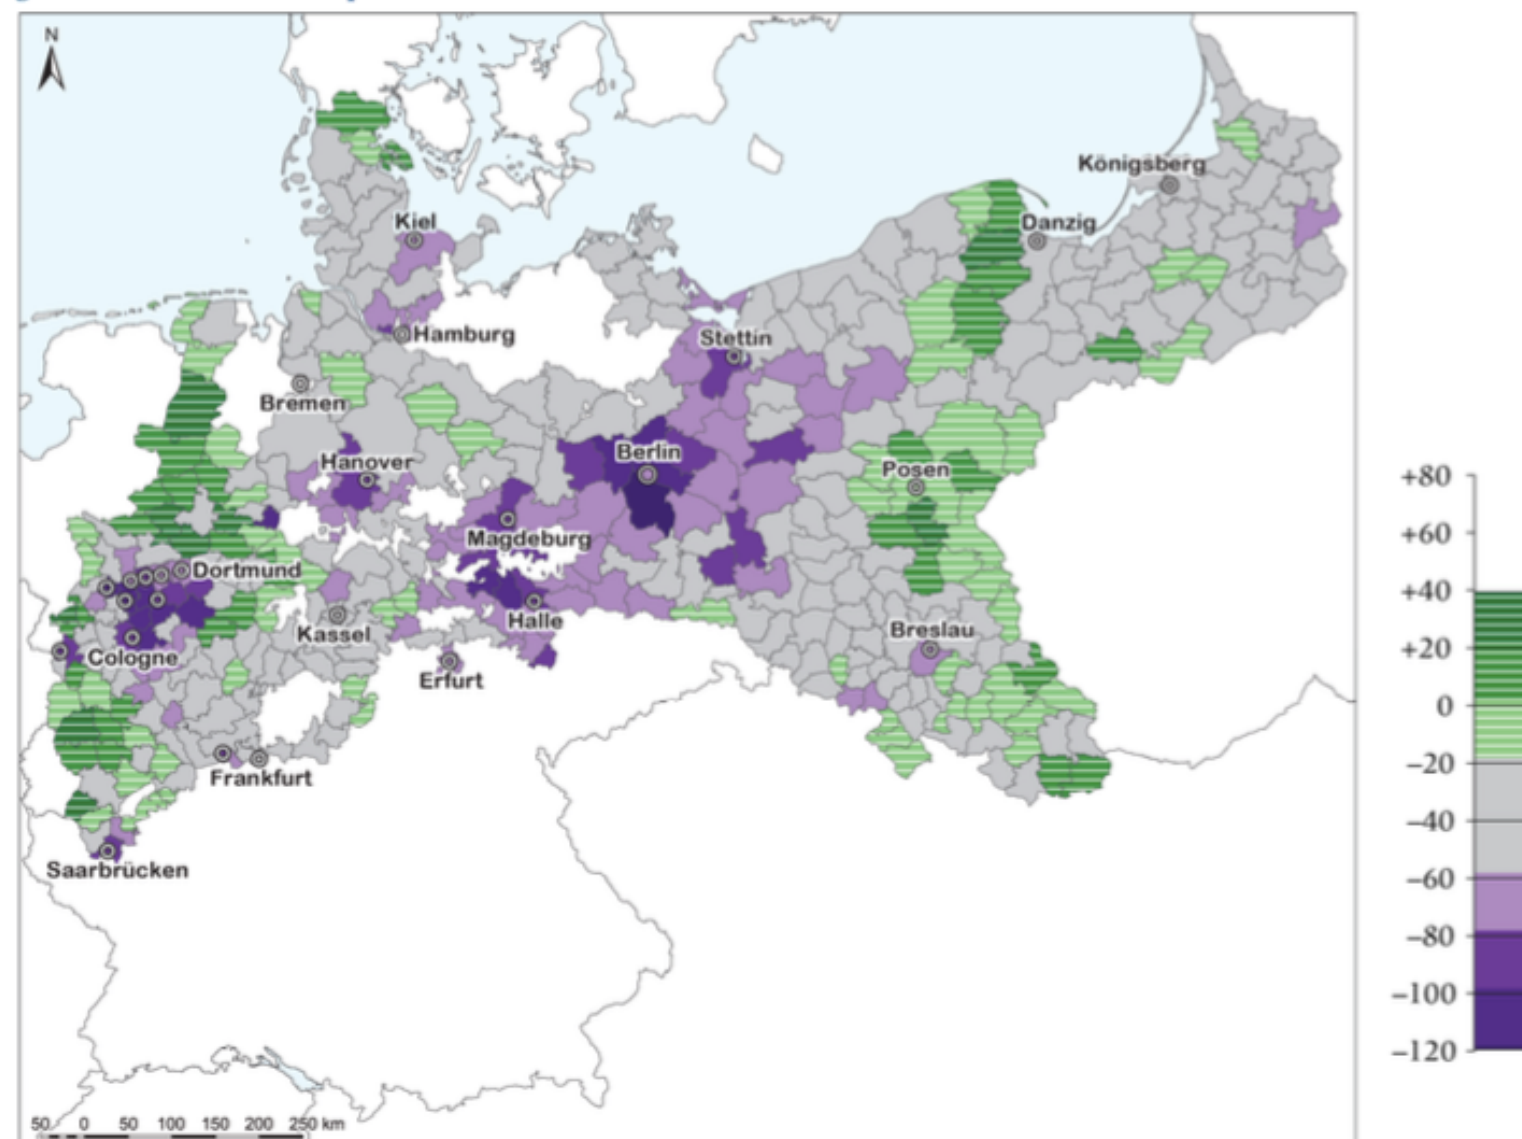 N
Königsberg
Kiel
Danzig
Hamburg
Stettin
Bremen
Berlin
Hanover
Posen
Magdeburg
Dortmund
Halle
Kassel
Breslau
Cologne
Erfurt
Frankfurt
Saarbrücken
50 0 50 100 150 200 250 km
+80
+60
+40
+20
0
−20
−40
−60
−80
−100
−120